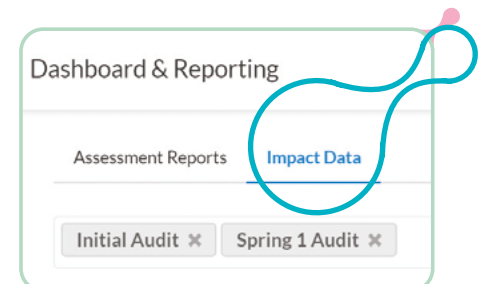 Dashboard & Reporting
Assessment Reports Impact Data
Initial Audit × Spring 1 Audit ×